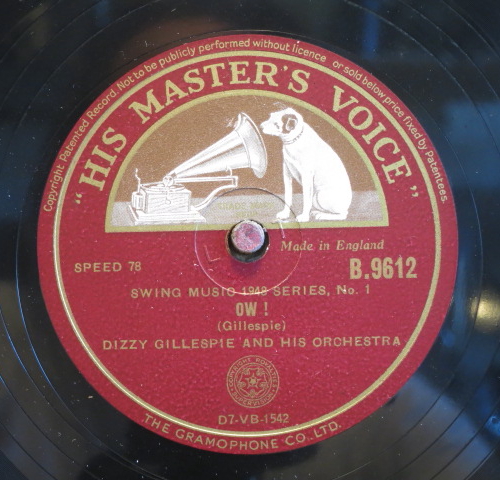 Copyright Patented Record. Not to be publicly performed without licence or sold below price fixed by Patentees.
"HIS MASTER'S VOICE"
TRADE MARK
Made in England
SPEED 78
B.9612
SWING MUSIC 1948 SERIES, No. 1
OW !
(Gillespie)
DIZZY GILLESPIE AND HIS ORCHESTRA
D7-VB-1542
THE GRAMOPHONE CO., LTD.